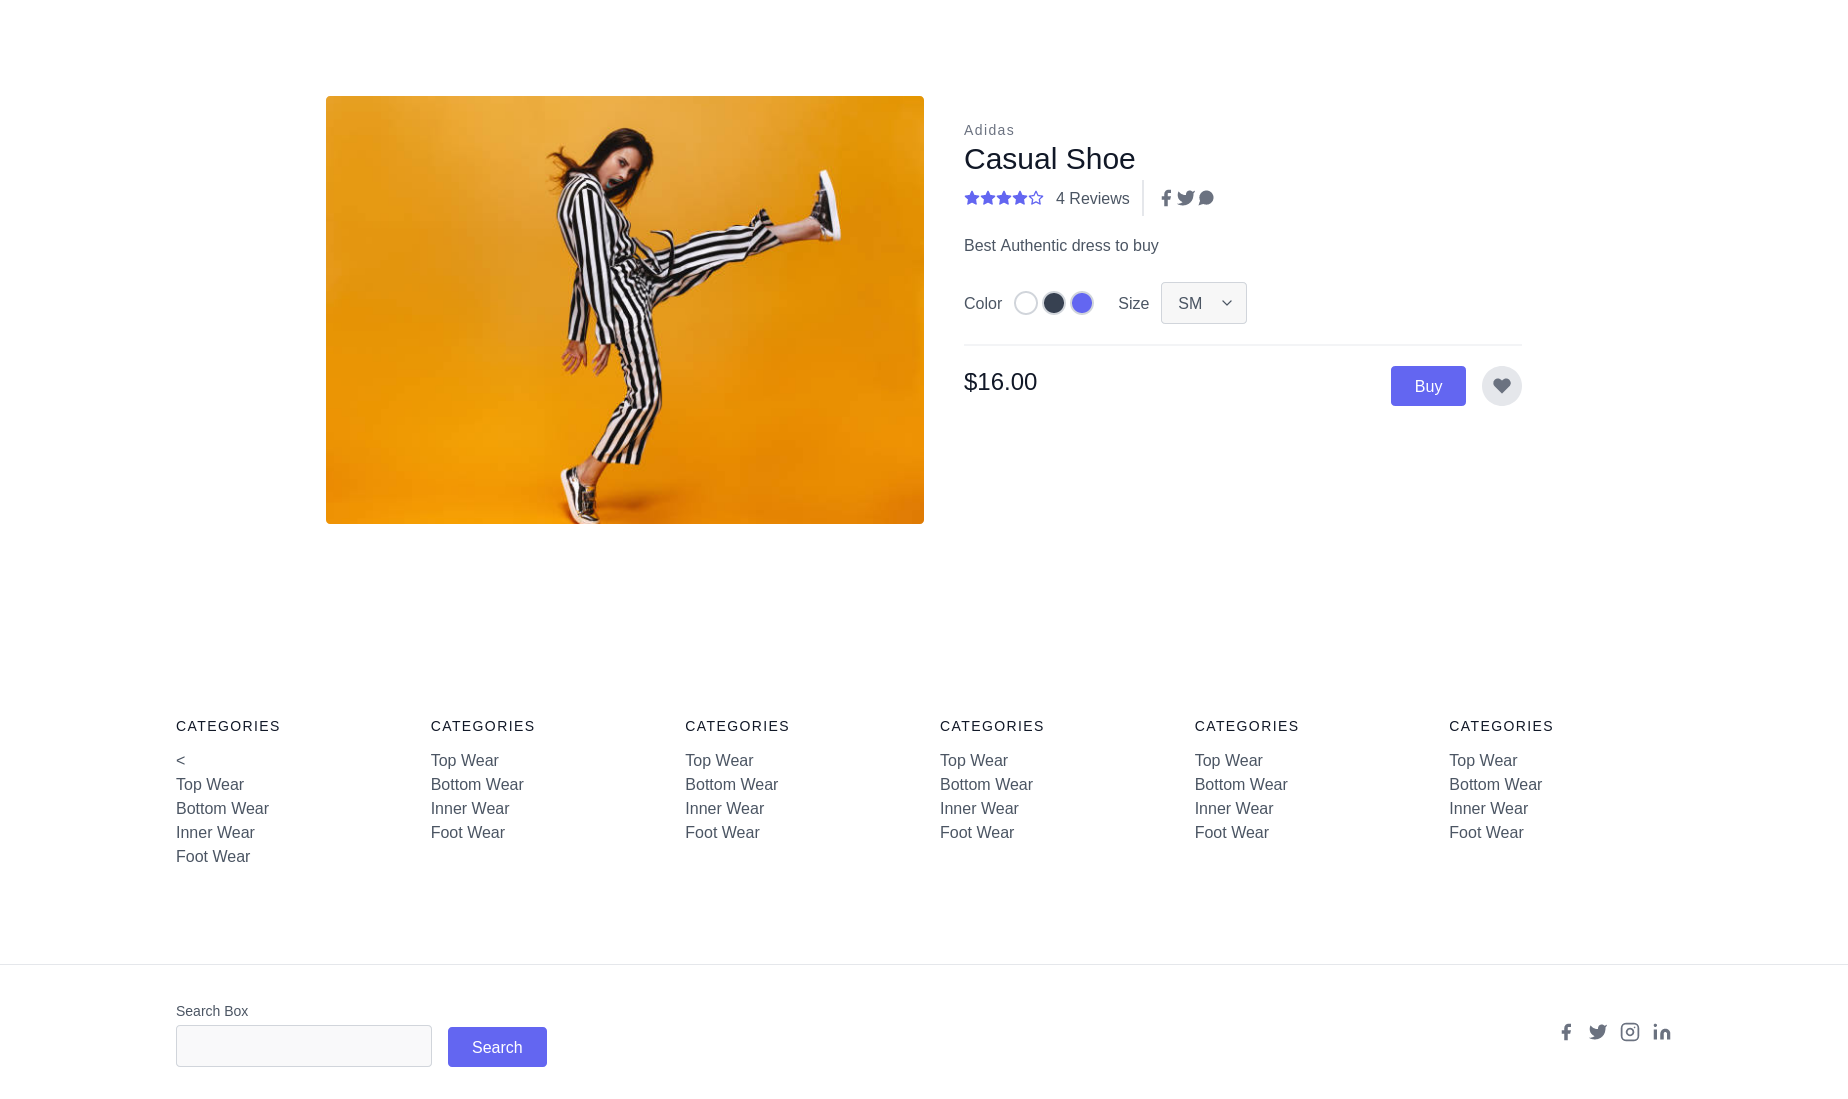 Adidas
Casual Shoe
4 Reviews
Best Authentic dress to buy
Color
Size
SM
$16.00
Buy
CATEGORIES
<
Top Wear
Bottom Wear
Inner Wear
Foot Wear
CATEGORIES
Top Wear
Bottom Wear
Inner Wear
Foot Wear
CATEGORIES
Top Wear
Bottom Wear
Inner Wear
Foot Wear
CATEGORIES
Top Wear
Bottom Wear
Inner Wear
Foot Wear
CATEGORIES
Top Wear
Bottom Wear
Inner Wear
Foot Wear
CATEGORIES
Top Wear
Bottom Wear
Inner Wear
Foot Wear
Search Box
Search